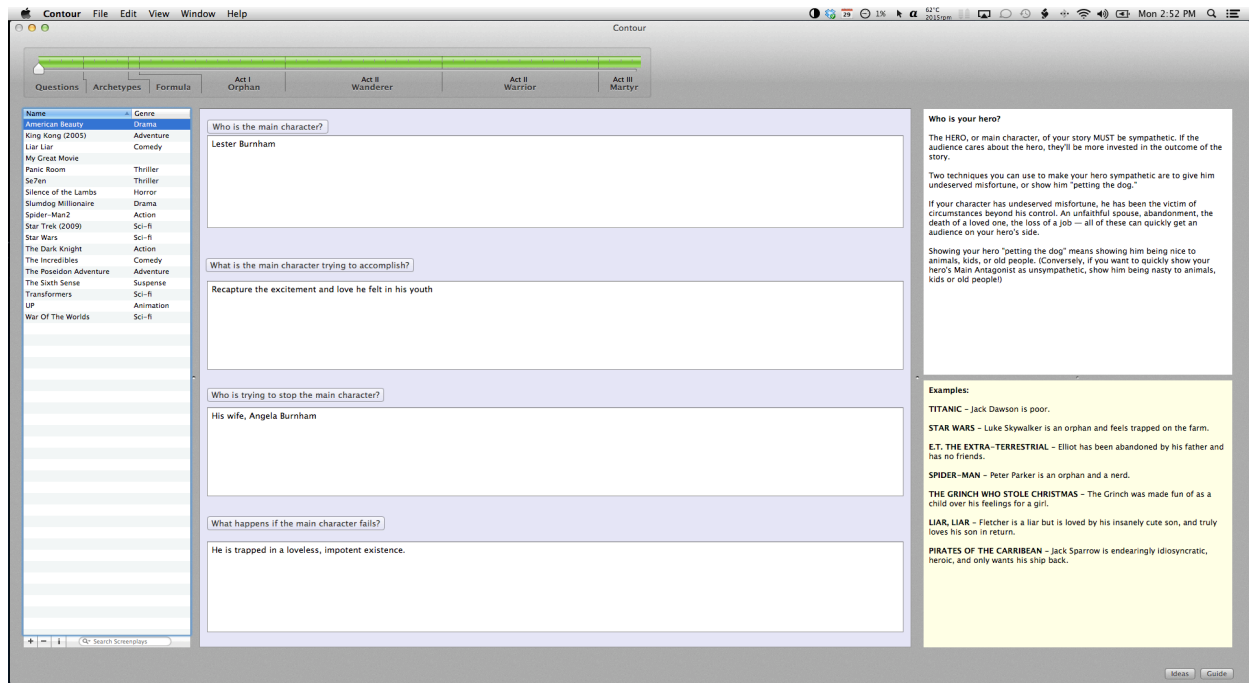 Contour File Edit View Window Help
29 1% α 62°C 2015rpm Mon 2:52 PM
Contour
Questions Archetypes Formula Act I Orphan Act II Wanderer Act II Warrior Act III Martyr
Name Genre
American Beauty Drama
King Kong (2005) Adventure
Liar Liar Comedy
My Great Movie
Panic Room Thriller
Se7en Thriller
Silence of the Lambs Horror
Slumdog Millionaire Drama
Spider-Man2 Action
Star Trek (2009) Sci-fi
Star Wars Sci-fi
The Dark Knight Action
The Incredibles Comedy
The Poseidon Adventure Adventure
The Sixth Sense Suspense
Transformers Sci-fi
UP Animation
War Of The Worlds Sci-fi
+ - i Search Screenplays
Who is the main character?
Lester Burnham
What is the main character trying to accomplish?
Recapture the excitement and love he felt in his youth
Who is trying to stop the main character?
His wife, Angela Burnham
What happens if the main character fails?
He is trapped in a loveless, impotent existence.
Who is your hero?
The HERO, or main character, of your story MUST be sympathetic. If the
audience cares about the hero, they'll be more invested in the outcome of the
story.
Two techniques you can use to make your hero sympathetic are to give him
undeserved misfortune, or show him "petting the dog."
If your character has undeserved misfortune, he has been the victim of
circumstances beyond his control. An unfaithful spouse, abandonment, the
death of a loved one, the loss of a job — all of these can quickly get an
audience on your hero's side.
Showing your hero "petting the dog" means showing him being nice to
animals, kids, or old people. (Conversely, if you want to quickly show your
hero's Main Antagonist as unsympathetic, show him being nasty to animals,
kids or old people!)
Examples:
TITANIC – Jack Dawson is poor.
STAR WARS – Luke Skywalker is an orphan and feels trapped on the farm.
E.T. THE EXTRA-TERRESTRIAL – Elliot has been abandoned by his father and
has no friends.
SPIDER-MAN – Peter Parker is an orphan and a nerd.
THE GRINCH WHO STOLE CHRISTMAS – The Grinch was made fun of as a
child over his feelings for a girl.
LIAR, LIAR – Fletcher is a liar but is loved by his insanely cute son, and truly
loves his son in return.
PIRATES OF THE CARRIBEAN – Jack Sparrow is endearingly idiosyncratic,
heroic, and only wants his ship back.
Ideas Guide